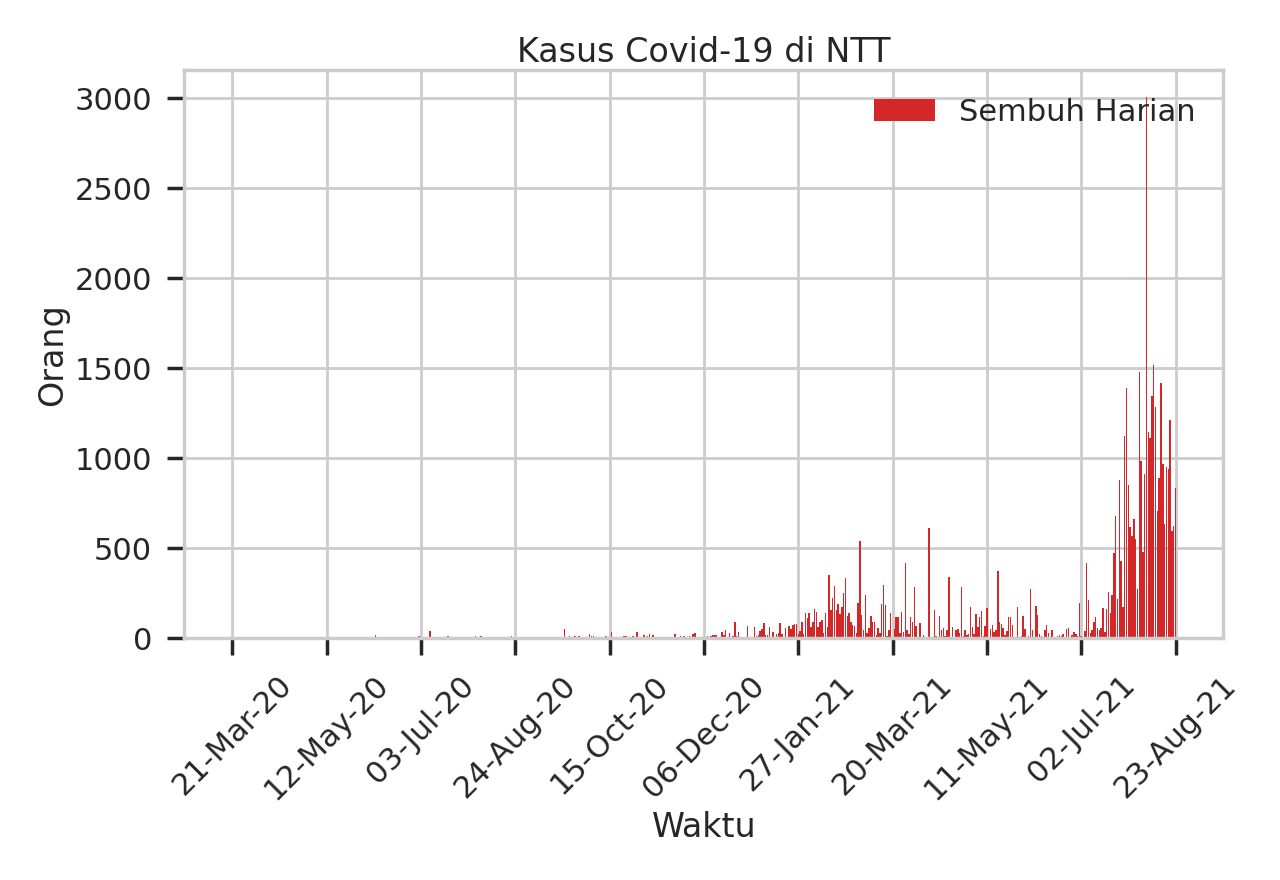 Kasus Covid-19 di NTT
Sembuh Harian
3000
2500
2000
1500
1000
500
0
Orang
21-Mar-20
12-May-20
03-Jul-20
24-Aug-20
15-Oct-20
06-Dec-20
27-Jan-21
20-Mar-21
11-May-21
02-Jul-21
23-Aug-21
Waktu